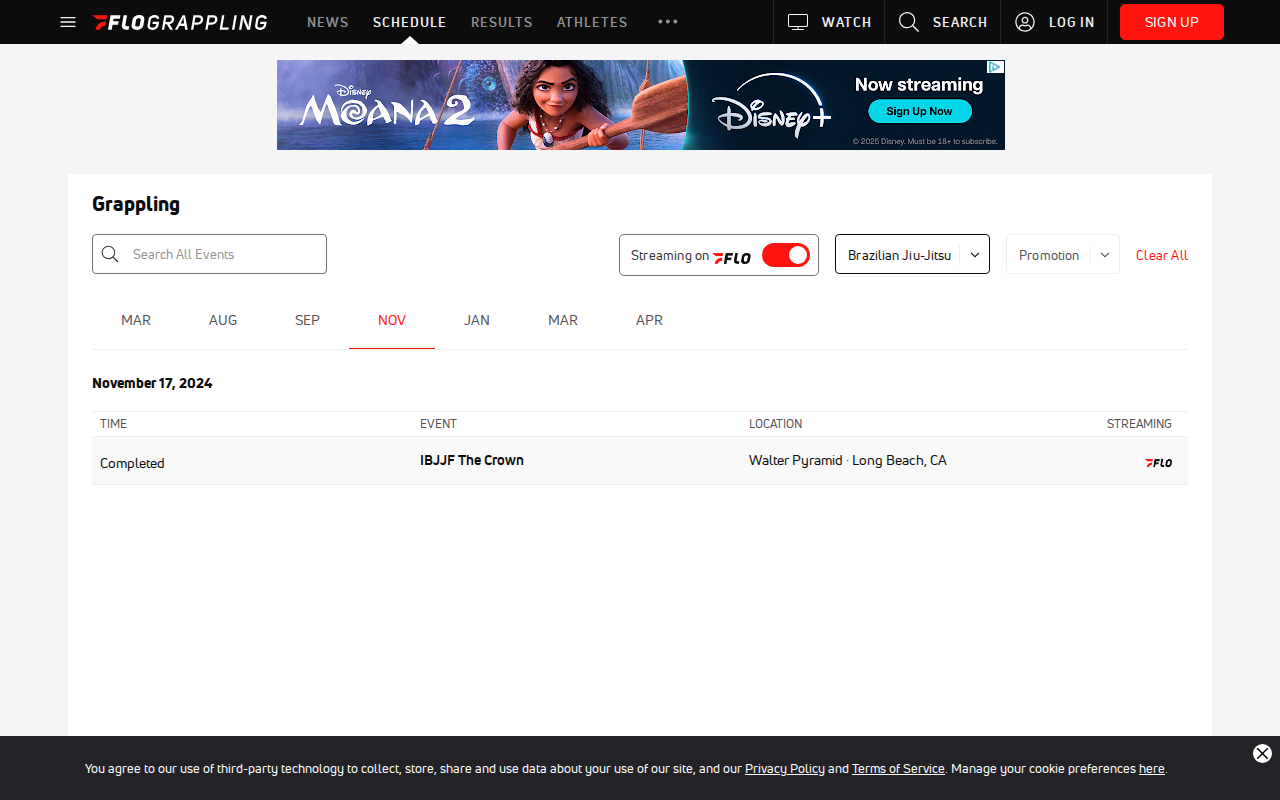 FLOGRAPPLING NEWS SCHEDULE RESULTS ATHLETES WATCH SEARCH LOG IN SIGN UP
Disney
MOANA 2
Disney+
Now streaming
Sign Up Now
© 2025 Disney. Must be 18+ to subscribe.
Grappling
Search All Events Streaming on FLO Brazilian Jiu-Jitsu Promotion Clear All
MAR AUG SEP NOV JAN MAR APR
November 17, 2024
TIME EVENT LOCATION STREAMING
Completed IBJJF The Crown Walter Pyramid · Long Beach, CA FLO
You agree to our use of third-party technology to collect, store, share and use data about your use of our site, and our Privacy Policy and Terms of Service. Manage your cookie preferences here.